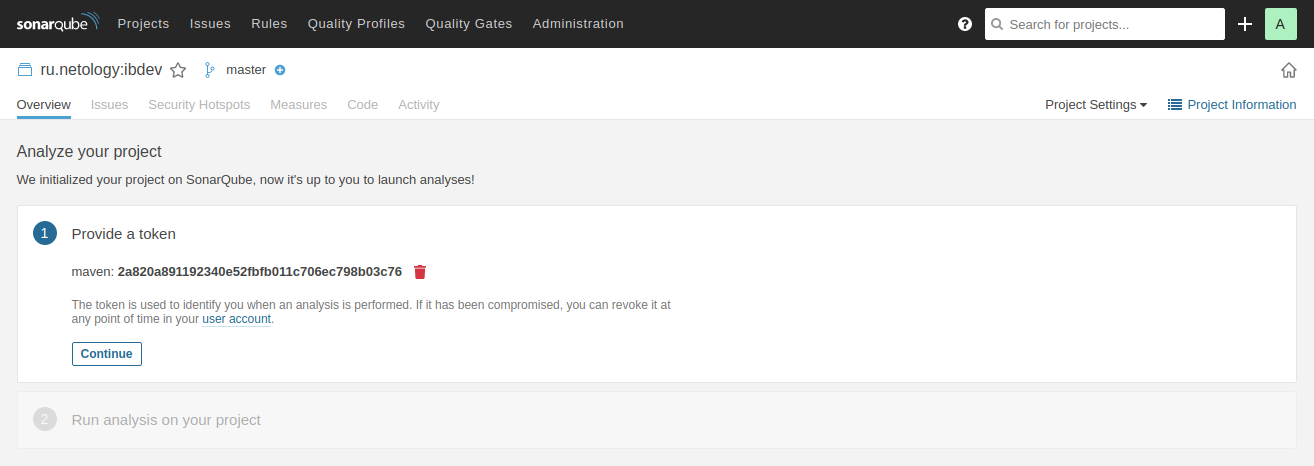 sonarqube Projects Issues Rules Quality Profiles Quality Gates Administration ? Search for projects... A
ru.netology:ibdev master
Overview Issues Security Hotspots Measures Code Activity Project Settings Project Information
Analyze your project
We initialized your project on SonarQube, now it's up to you to launch analyses!
1 Provide a token
maven: 2a820a891192340e52fbfb011c706ec798b03c76
The token is used to identify you when an analysis is performed. If it has been compromised, you can revoke it at
any point of time in your user account.
Continue
2 Run analysis on your project